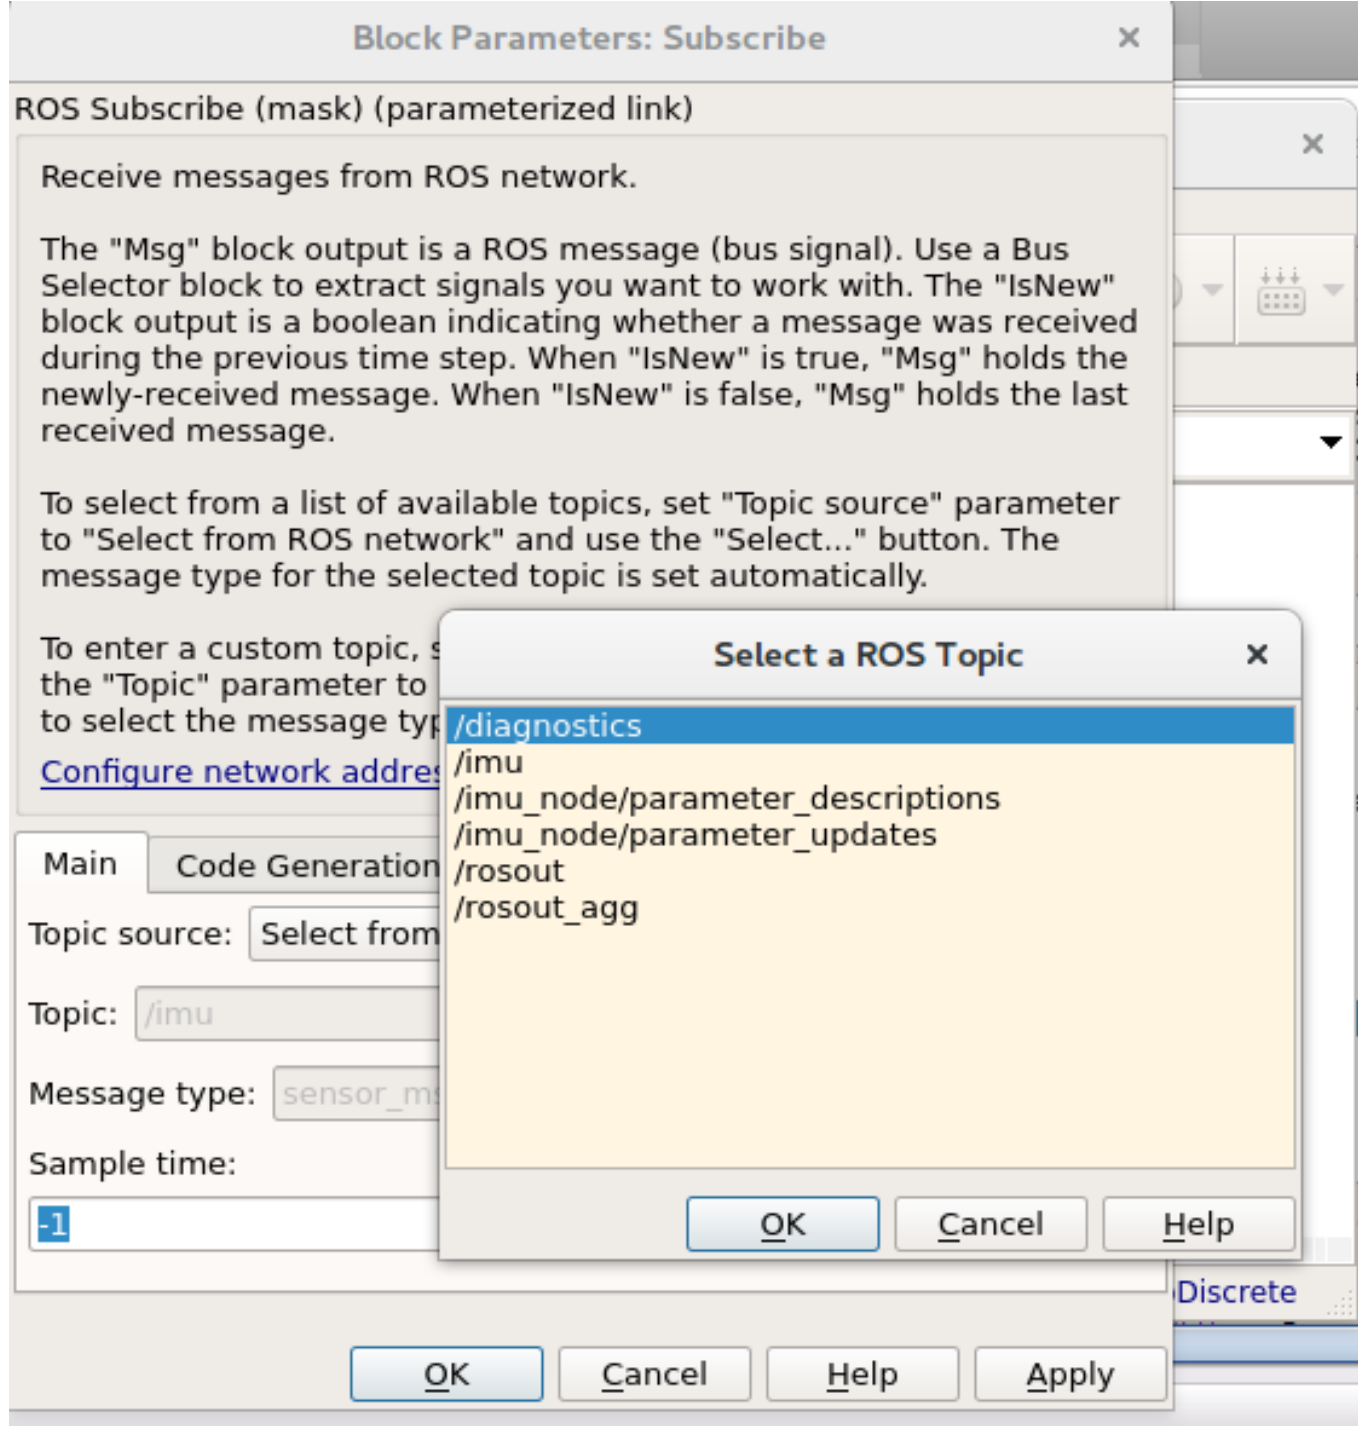 Block Parameters: Subscribe
ROS Subscribe (mask) (parameterized link)
Receive messages from ROS network.
The "Msg" block output is a ROS message (bus signal). Use a Bus
Selector block to extract signals you want to work with. The "IsNew"
block output is a boolean indicating whether a message was received
during the previous time step. When "IsNew" is true, "Msg" holds the
newly-received message. When "IsNew" is false, "Msg" holds the last
received message.
To select from a list of available topics, set "Topic source" parameter
to "Select from ROS network" and use the "Select..." button. The
message type for the selected topic is set automatically.
To enter a custom topic,
the "Topic" parameter to
to select the message
Configure network
Main
Code Generation
Topic source: Select from
Topic: /imu
Message type:
Sample time:
-1
OK
Cancel
Help
Apply
Select a ROS Topic
/diagnostics
/imu
/imu_node/parameter_descriptions
/imu_node/parameter_updates
/rosout
/rosout_agg
OK
Cancel
Help
Discrete